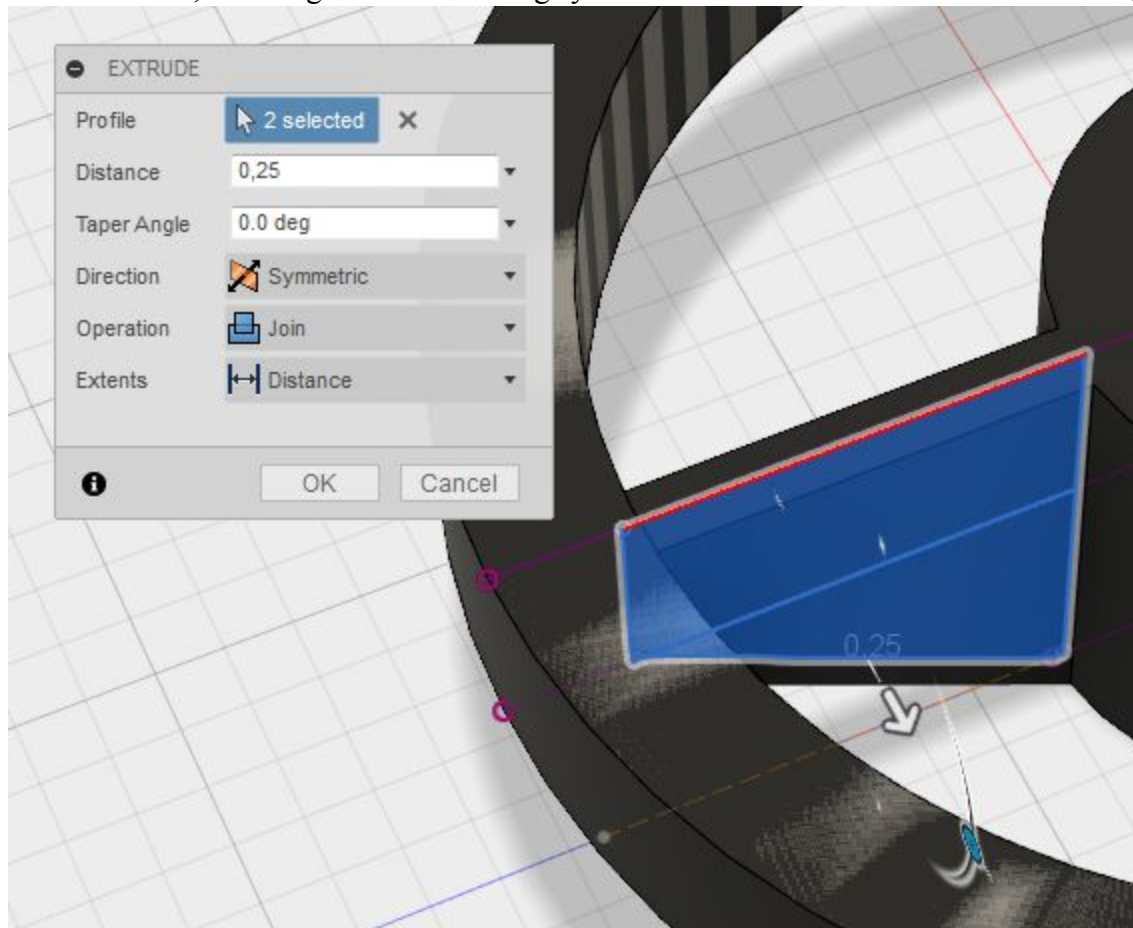 EXTRUDE
Profile 2 selected
Distance 0,25
Taper Angle 0.0 deg
Direction Symmetric
Operation Join
Extents Distance
OK Cancel
0,25